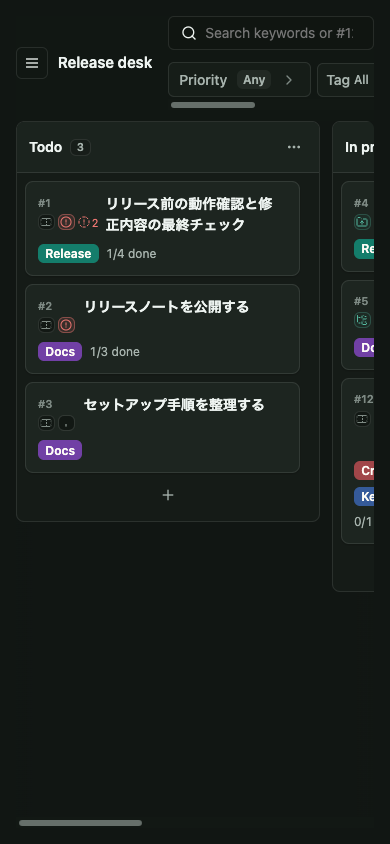 Release desk
Search keywords or #1
Priority Any
Tag All
Todo 3
#1
リリース前の動作確認と修
正内容の最終チェック
2
Release 1/4 done
#2
リリースノートを公開する
Docs 1/3 done
#3
セットアップ手順を整理する
Docs
In pr
#4
Re
#5
Do
#12
Cr
Ke
0/1